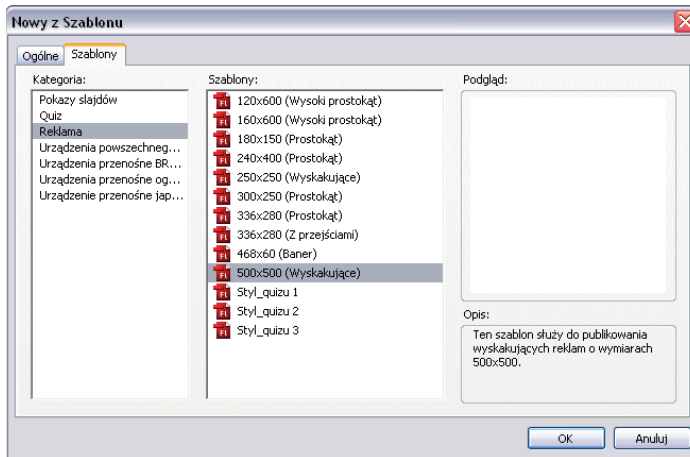 Nowy z Szablonu
Ogólne
Szablony
Kategoria:
Pokazy slajdów
Quiz
Reklama
Urządzenia powszechneg...
Urządzenia przenośne BR...
Urządzenia przenośne og...
Urządzenie przenośne jap...
Szablony:
120x600 (Wysoki prostokąt)
160x600 (Wysoki prostokąt)
180x150 (Prostokąt)
240x400 (Prostokąt)
250x250 (Wyskakujące)
300x250 (Prostokąt)
336x280 (Prostokąt)
336x280 (Z przejściami)
468x60 (Baner)
500x500 (Wyskakujące)
Styl_quizu 1
Styl_quizu 2
Styl_quizu 3
Podgląd:
Opis:
Ten szablon służy do publikowania
wyskakujących reklam o wymiarach
500x500.
OK
Anuluj